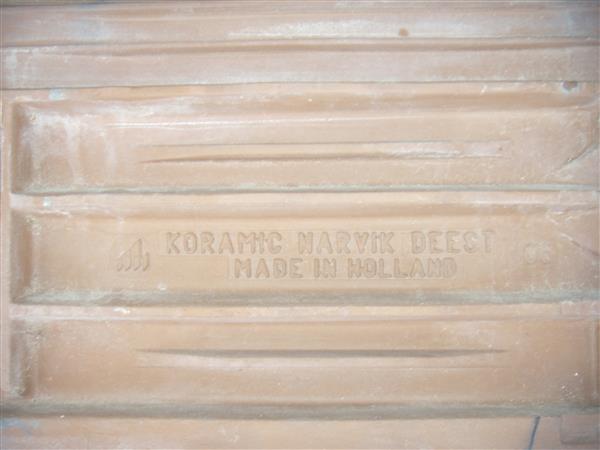 KORAMIC NARVIK DEEST
MADE IN HOLLAND